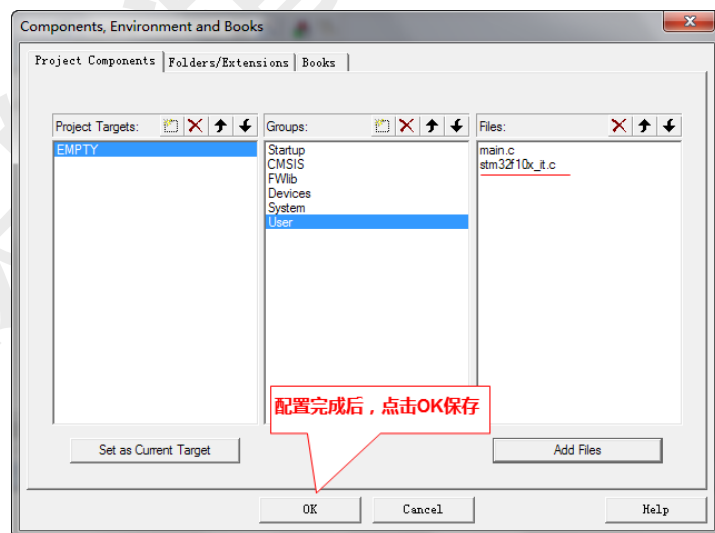 Components, Environment and Books
Project Components Folders/Extensions Books
Project Targets: Groups: Files:
EMPTY
Startup
CMSIS
FWlib
Devices
System
User
main.c
stm32f10x_it.c
配置完成后，点击OK保存
Set as Current Target
Add Files
OK Cancel Help